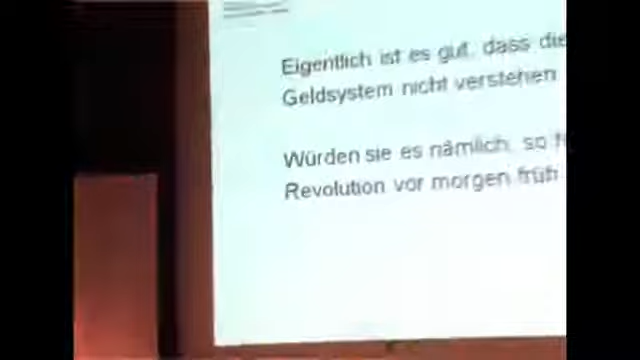 Eigentlich ist es gut, dass die
Geldsystem nicht verstehen
Würden sie es nämlich, so
Revolution vor morgen früh